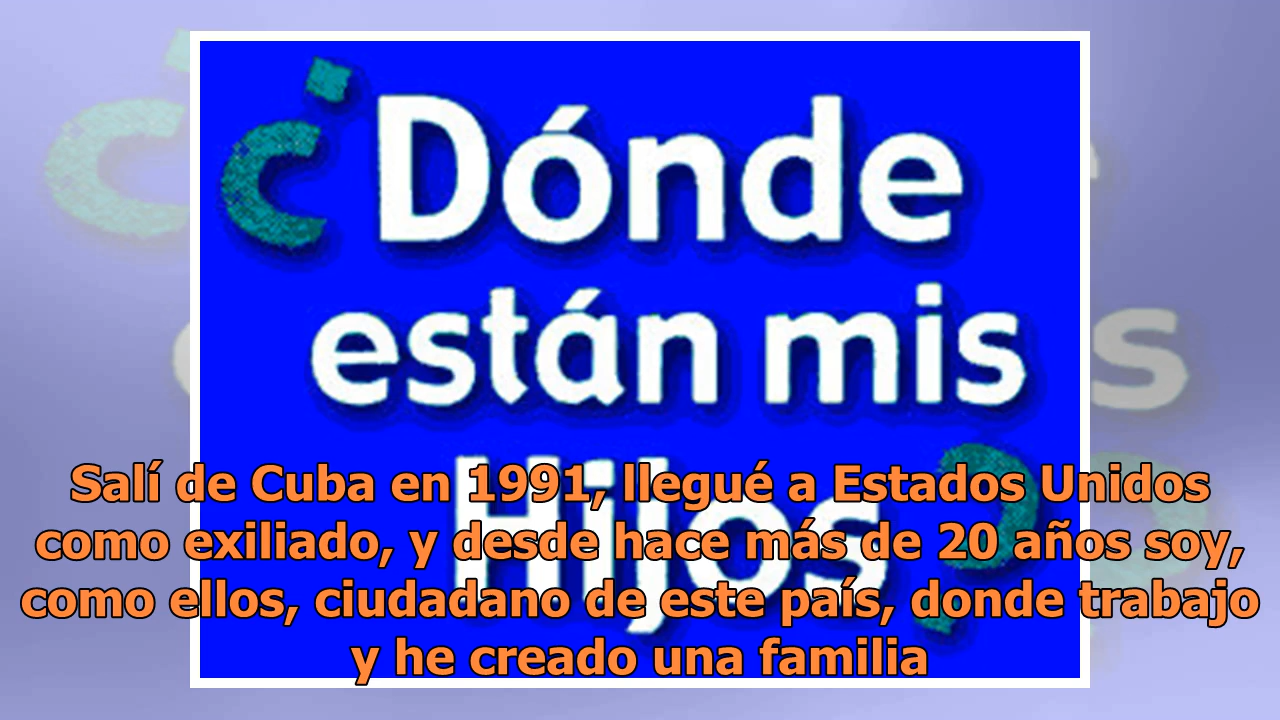 ¿Dónde
están mis
Hijos?
Salí de Cuba en 1991, llegué a Estados Unidos
como exiliado, y desde hace más de 20 años soy,
como ellos, ciudadano de este país, donde trabajo
y he creado una familia